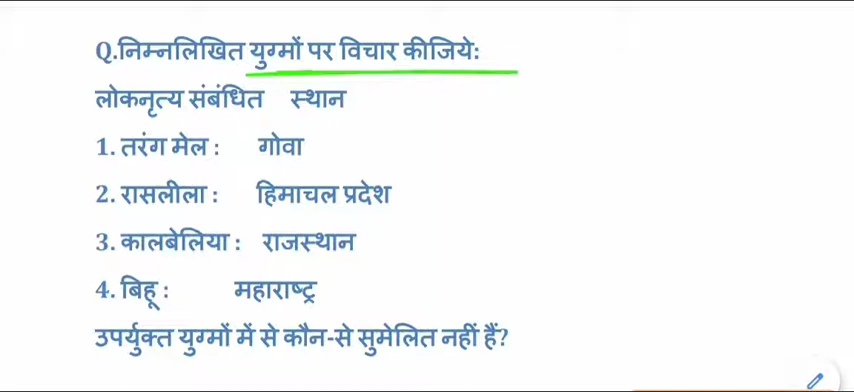 Q.निम्नलिखित युग्मों पर विचार कीजिये:
लोकनृत्य संबंधित स्थान
1. तरंग मेल : गोवा
2. रासलीला : हिमाचल प्रदेश
3. कालबेलिया : राजस्थान
4. बिहू : महाराष्ट्र
उपर्युक्त युग्मों में से कौन-से सुमेलित नहीं हैं?